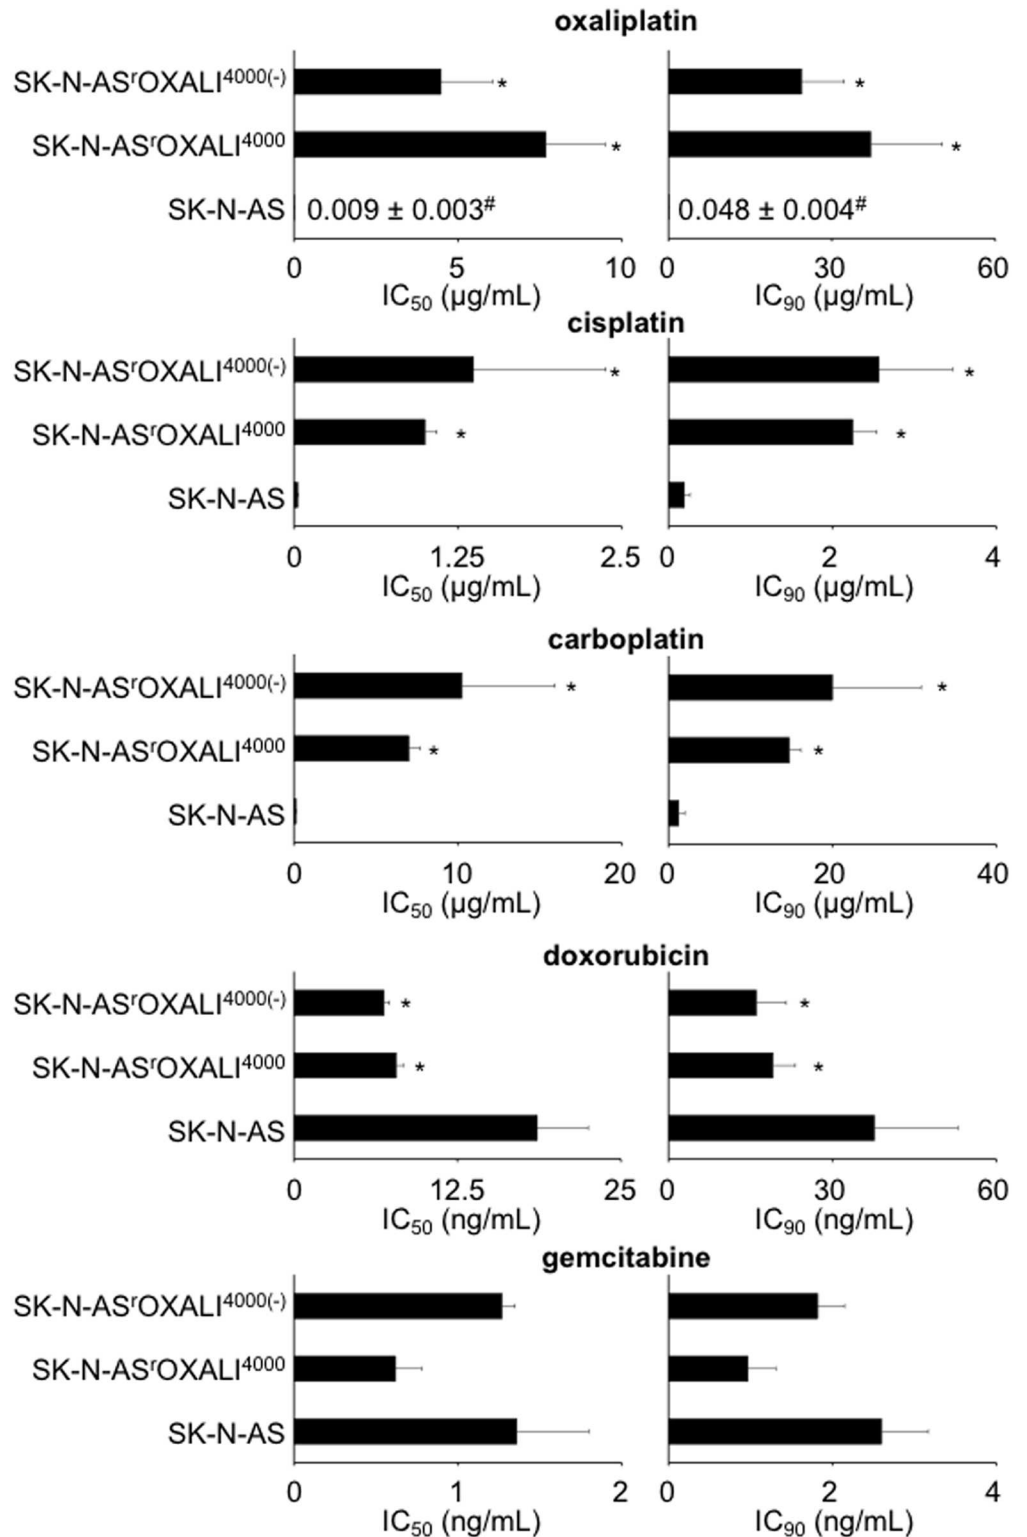 oxaliplatin
SK-N-ASʳOXALI⁴⁰⁰⁰⁽⁻⁾ * *
SK-N-ASʳOXALI⁴⁰⁰⁰ * *
SK-N-AS 0.009 ± 0.003# 0.048 ± 0.004#
0 5 10 0 30 60
IC₅₀ (µg/mL) IC₉₀ (µg/mL)
cisplatin
SK-N-ASʳOXALI⁴⁰⁰⁰⁽⁻⁾ * *
SK-N-ASʳOXALI⁴⁰⁰⁰ * *
SK-N-AS
0 1.25 2.5 0 2 4
IC₅₀ (µg/mL) IC₉₀ (µg/mL)
carboplatin
SK-N-ASʳOXALI⁴⁰⁰⁰⁽⁻⁾ * *
SK-N-ASʳOXALI⁴⁰⁰⁰ * *
SK-N-AS
0 10 20 0 20 40
IC₅₀ (µg/mL) IC₉₀ (µg/mL)
doxorubicin
SK-N-ASʳOXALI⁴⁰⁰⁰⁽⁻⁾ * *
SK-N-ASʳOXALI⁴⁰⁰⁰ * *
SK-N-AS
0 12.5 25 0 30 60
IC₅₀ (ng/mL) IC₉₀ (ng/mL)
gemcitabine
SK-N-ASʳOXALI⁴⁰⁰⁰⁽⁻⁾
SK-N-ASʳOXALI⁴⁰⁰⁰
SK-N-AS
0 1 2 0 2 4
IC₅₀ (ng/mL) IC₉₀ (ng/mL)